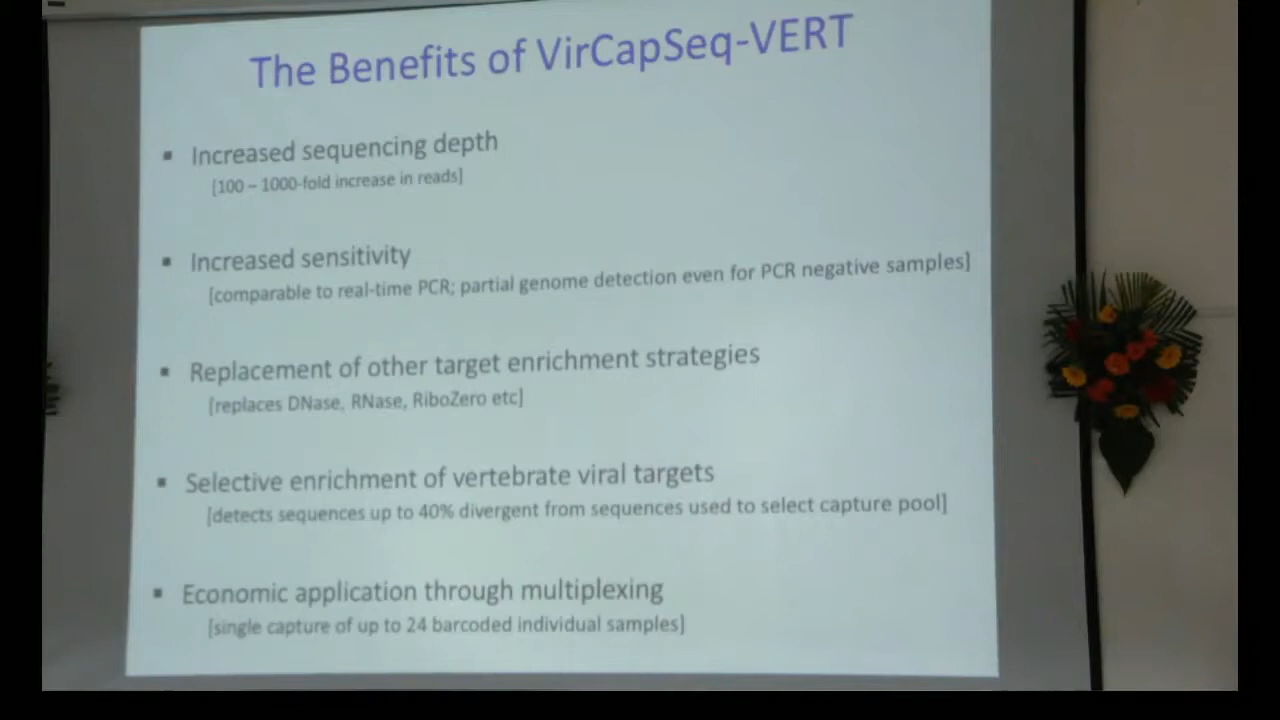 The Benefits of VirCapSeq-VERT
▪ Increased sequencing depth
[100 – 1000-fold increase in reads]
▪ Increased sensitivity
[comparable to real-time PCR; partial genome detection even for PCR negative samples]
▪ Replacement of other target enrichment strategies
[replaces DNase, RNase, RiboZero etc]
▪ Selective enrichment of vertebrate viral targets
[detects sequences up to 40% divergent from sequences used to select capture pool]
▪ Economic application through multiplexing
[single capture of up to 24 barcoded individual samples]